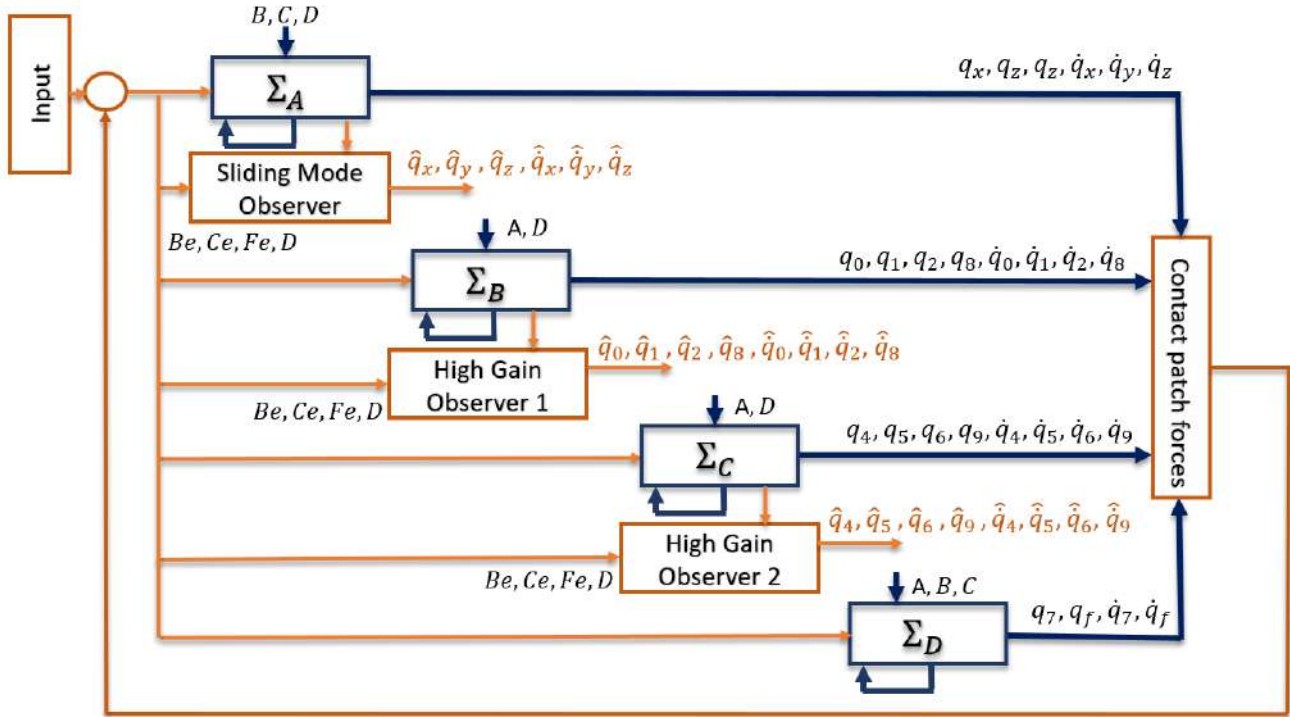 B, C, D
Input
Σ_A
q_x, q_z, q_z, q̇_x, q̇_y, q̇_z
Sliding Mode
Observer
q̂_x, q̂_y, q̂_z, q̇̂_x, q̇̂_y, q̇̂_z
Be, Ce, Fe, D
A, D
Σ_B
q_0, q_1, q_2, q_8, q̇_0, q̇_1, q̇_2, q̇_8
Contact patch forces
High Gain
Observer 1
q̂_0, q̂_1, q̂_2, q̂_8, q̇̂_0, q̇̂_1, q̇̂_2, q̇̂_8
Be, Ce, Fe, D
A, D
Σ_C
q_4, q_5, q_6, q_9, q̇_4, q̇_5, q̇_6, q̇_9
High Gain
Observer 2
q̂_4, q̂_5, q̂_6, q̂_9, q̇̂_4, q̇̂_5, q̇̂_6, q̇̂_9
Be, Ce, Fe, D
A, B, C
Σ_D
q_7, q_f, q̇_7, q̇_f